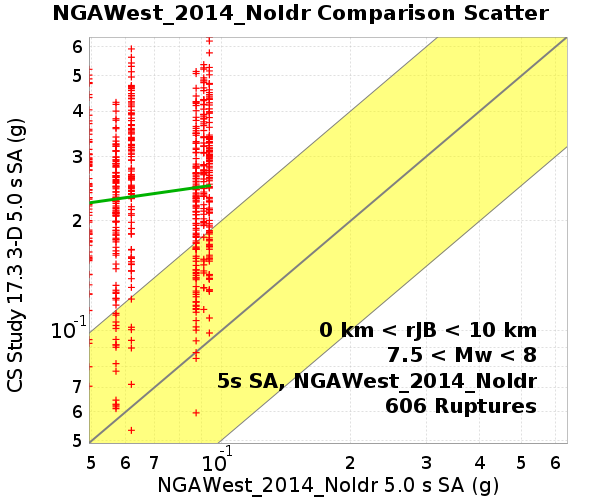 NGAWest_2014_NoIdr Comparison Scatter
CS Study 17.3 3-D 5.0 s SA (g)
6
5
4
3
2
10-1
7
6
5
0 km < rJB < 10 km
7.5 < Mw < 8
5s SA, NGAWest_2014_NoIdr
606 Ruptures
5 6 7 10-1 2 3 4 5 6
NGAWest_2014_NoIdr 5.0 s SA (g)